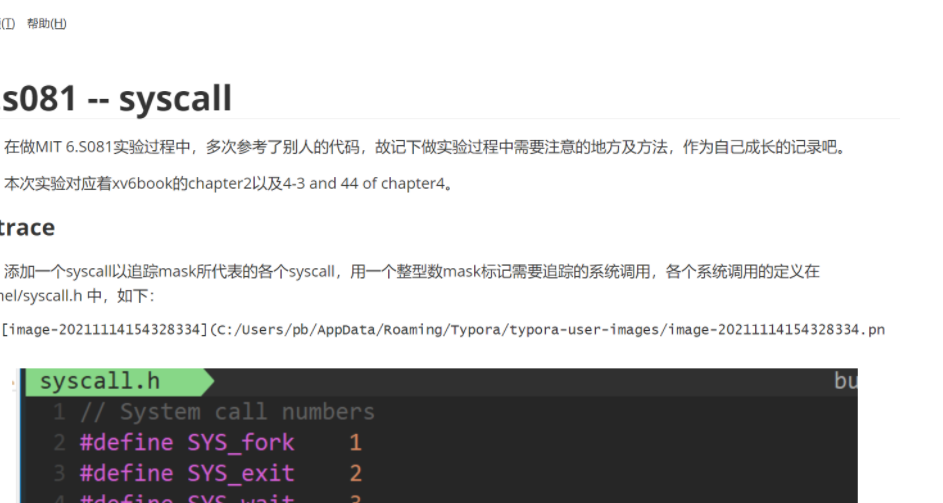 (T) 帮助(H)
.s081 -- syscall
在做MIT 6.S081实验过程中，多次参考了别人的代码，故记下做实验过程中需要注意的地方及方法，作为自己成长的记录吧。
本次实验对应着xv6book的chapter2以及4-3 and 44 of chapter4。
trace
添加一个syscall以追踪mask所代表的各个syscall，用一个整型数mask标记需要追踪的系统调用，各个系统调用的定义在
nel/syscall.h 中，如下：
[image-20211114154328334](C:/Users/pb/AppData/Roaming/Typora/typora-user-images/image-20211114154328334.pn
syscall.h bu
1 // System call numbers
2 #define SYS_fork 1
3 #define SYS_exit 2
4 #define SYS_wait 3